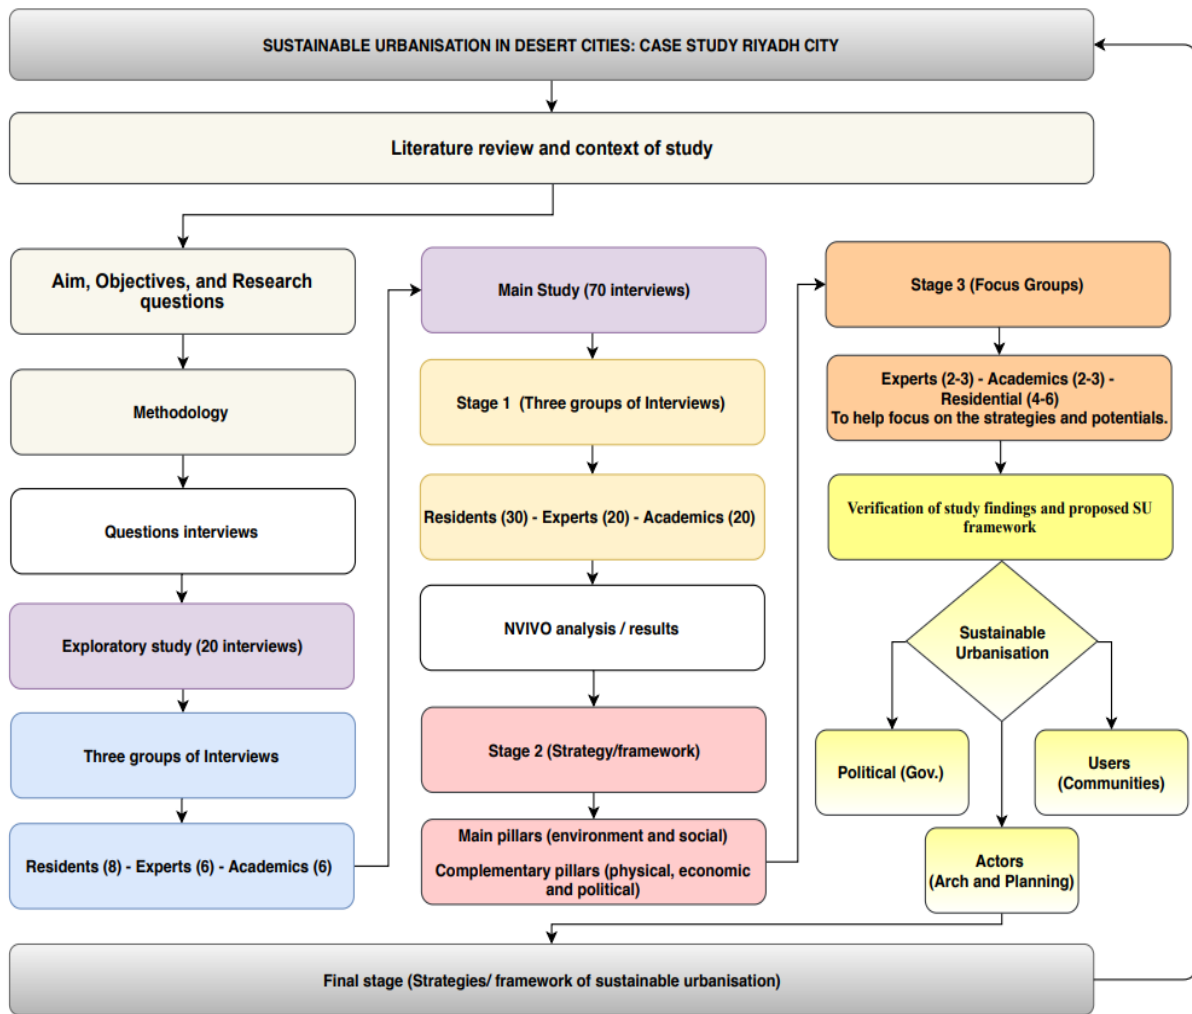 SUSTAINABLE URBANISATION IN DESERT CITIES: CASE STUDY RIYADH CITY
Literature review and context of study
Aim, Objectives, and Research
questions
Methodology
Questions interviews
Exploratory study (20 interviews)
Three groups of Interviews
Residents (8) - Experts (6) - Academics (6)
Main Study (70 interviews)
Stage 1 (Three groups of Interviews)
Residents (30) - Experts (20) - Academics (20)
NVIVO analysis / results
Stage 2 (Strategy/framework)
Main pillars (environment and social)
Complementary pillars (physical, economic
and political)
Stage 3 (Focus Groups)
Experts (2-3) - Academics (2-3) -
Residential (4-6)
To help focus on the strategies and potentials.
Verification of study findings and proposed SU
framework
Sustainable
Urbanisation
Political (Gov.)
Users
(Communities)
Actors
(Arch and Planning)
Final stage (Strategies/ framework of sustainable urbanisation)